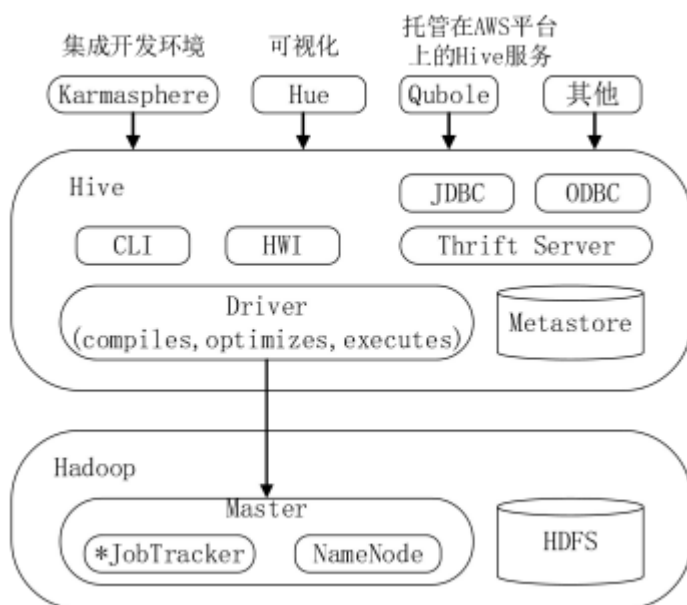 集成开发环境
可视化
托管在AWS平台
上的Hive服务
Karmasphere
Hue
Qubole
其他
Hive
JDBC
ODBC
CLI
HWI
Thrift Server
Driver
(compiles,optimizes,executes)
Metastore
Hadoop
Master
*JobTracker
NameNode
HDFS